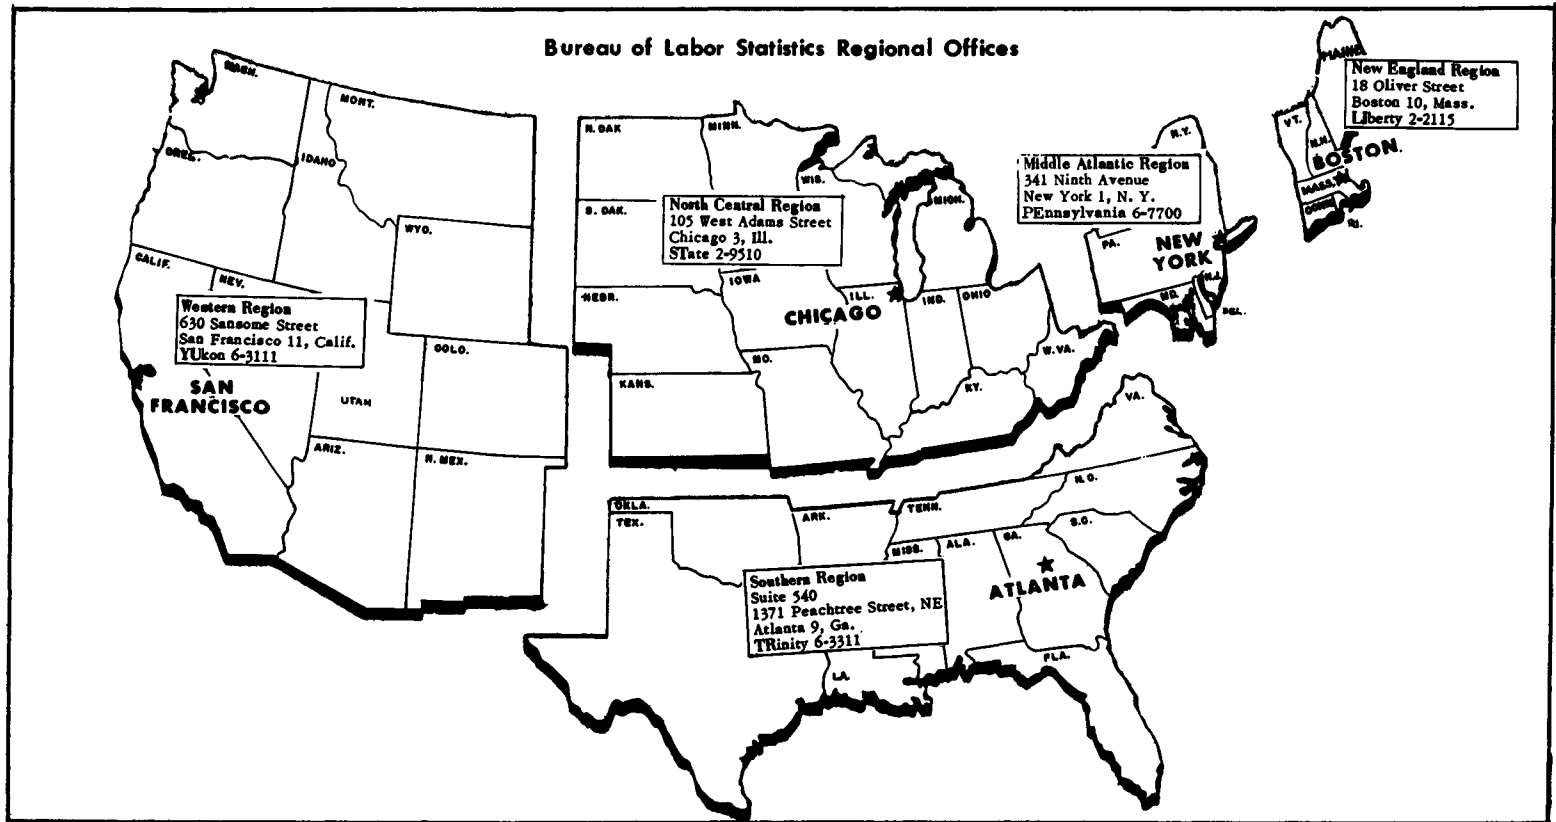 Bureau of Labor Statistics Regional Offices
WASH.
MONT.
OREG.
IDAHO
WYO.
CALIF.
NEV.
Western Region
630 Sansome Street
San Francisco 11, Calif.
YUkon 6-3111
SAN
FRANCISCO
UTAH
COLO.
ARIZ.
N. MEX.
N. DAK
MINN.
S. DAK.
WIS.
MICH.
North Central Region
105 West Adams Street
Chicago 3, Ill.
STate 2-9510
NEBR.
IOWA
ILL.
IND.
OHIO
CHICAGO
KANS.
MO.
KY.
W.VA.
MAINE
New England Region
18 Oliver Street
Boston 10, Mass.
Liberty 2-2115
VT.
N.H.
BOSTON
MASS.
CONN.
R.I.
N.Y.
Middle Atlantic Region
341 Ninth Avenue
New York 1, N. Y.
PEnnsylvania 6-7700
PA.
NEW
YORK
N.J.
MD.
DEL.
VA.
OKLA.
TEX.
ARK.
TENN.
N.C.
S.C.
MISS.
ALA.
GA.
ATLANTA
Southern Region
Suite 540
1371 Peachtree Street, NE
Atlanta 9, Ga.
TRinity 6-3311
LA.
FLA.